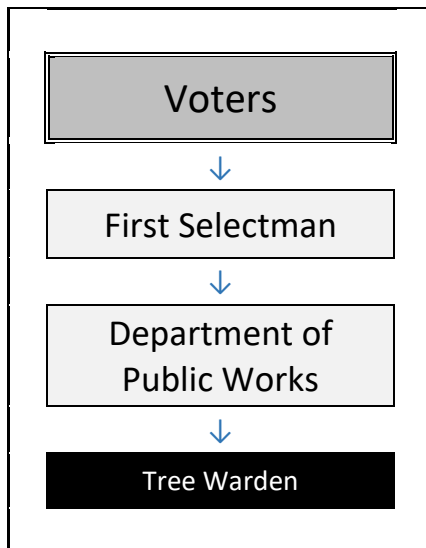 Voters
↓
First Selectman
↓
Department of
Public Works
↓
Tree Warden